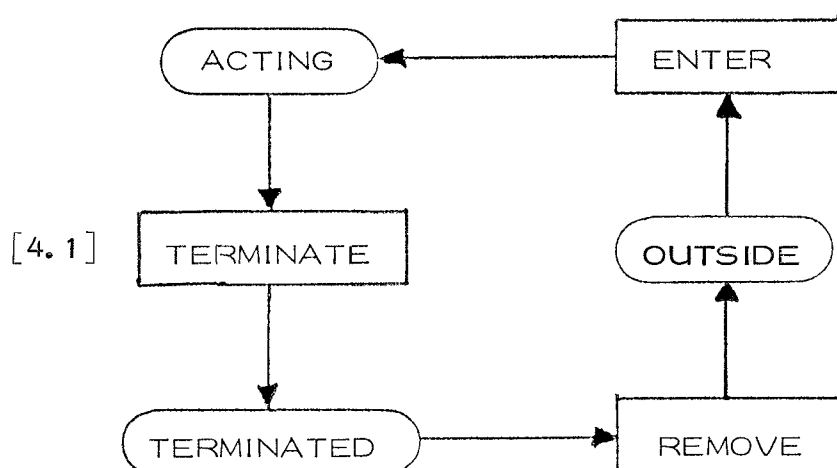 ACTING
ENTER
[4.1]
TERMINATE
OUTSIDE
TERMINATED
REMOVE